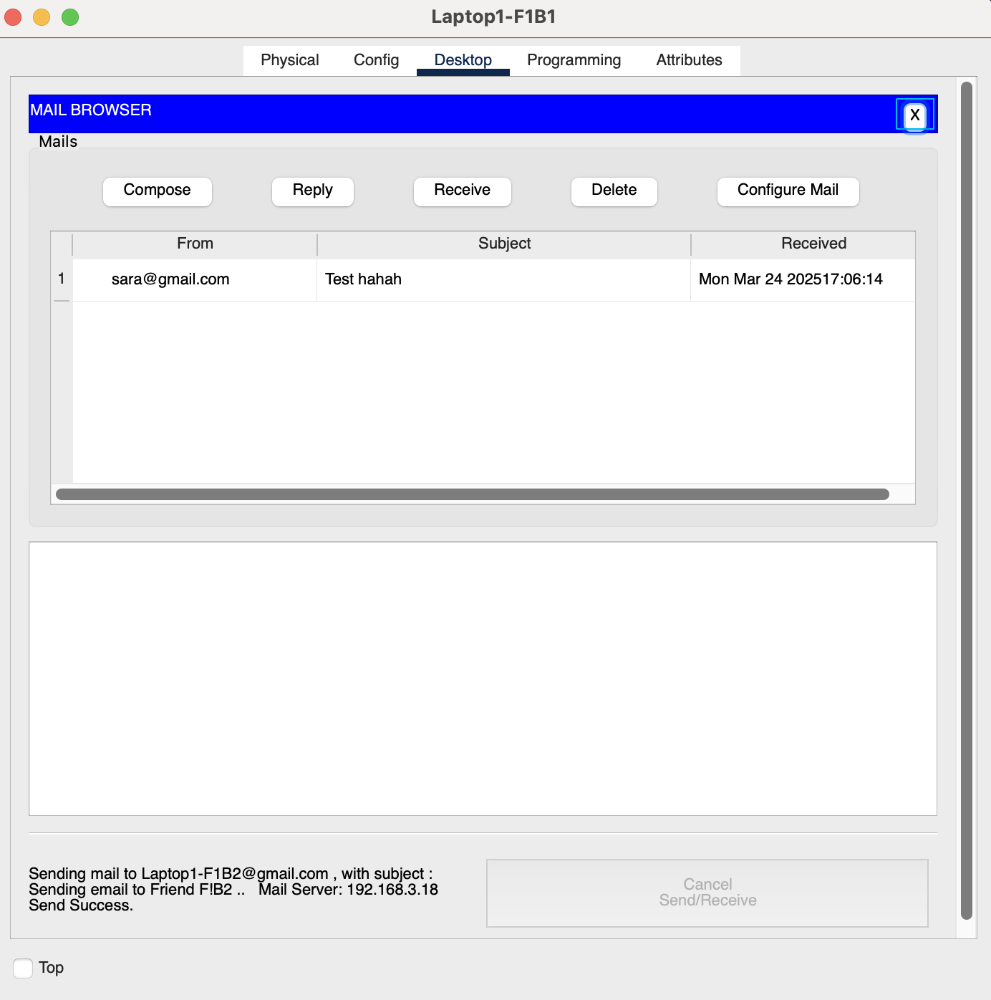 Laptop1-F1B1
Physical Config Desktop Programming Attributes
MAIL BROWSER X
Mails
Compose Reply Receive Delete Configure Mail
From Subject Received
1 sara@gmail.com Test hahah Mon Mar 24 202517:06:14
Sending mail to Laptop1-F1B2@gmail.com , with subject :
Sending email to Friend F!B2 .. Mail Server: 192.168.3.18
Send Success.
Cancel
Send/Receive
Top